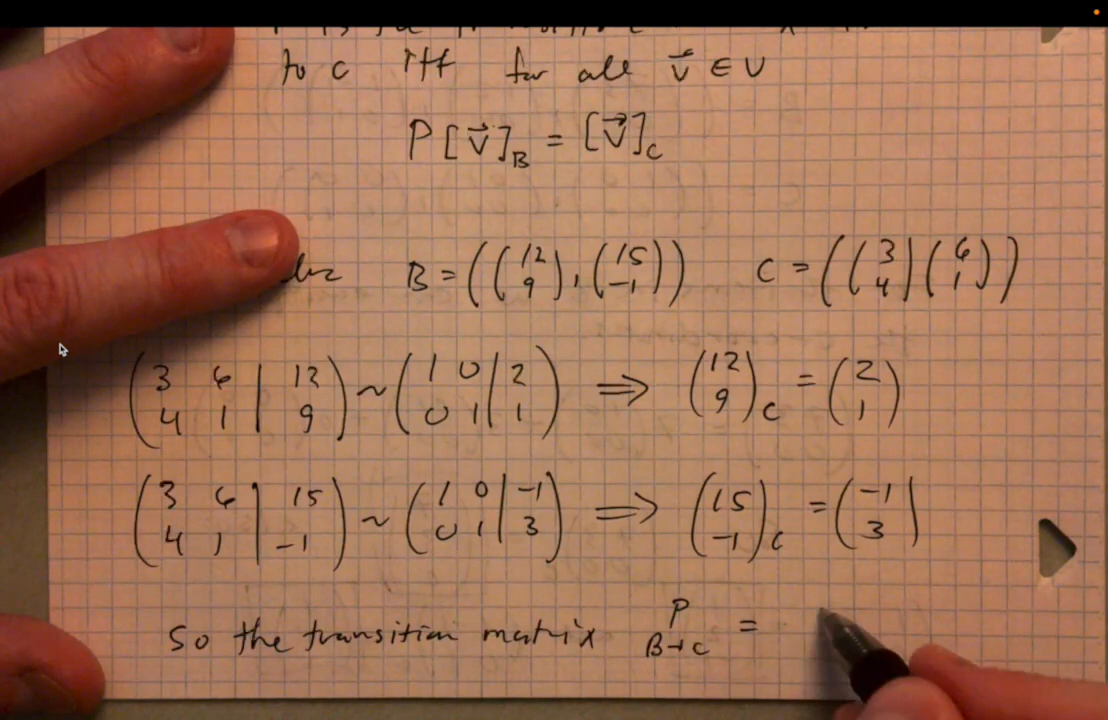 to C iff for all v⃗ ∈ V
P[v⃗]_B = [v⃗]_C
B = ((12 9), (15 -1)) C = ((3 4)(6 1))
(3 6 | 12
4 1 | 9) ~ (1 0 | 2
0 1 | 1) ⟹ (12 9)_C = (2 1)
(3 6 | 15
4 1 | -1) ~ (1 0 | -1
0 1 | 3) ⟹ (15 -1)_C = (-1 3)
So the transition matrix P B→C =